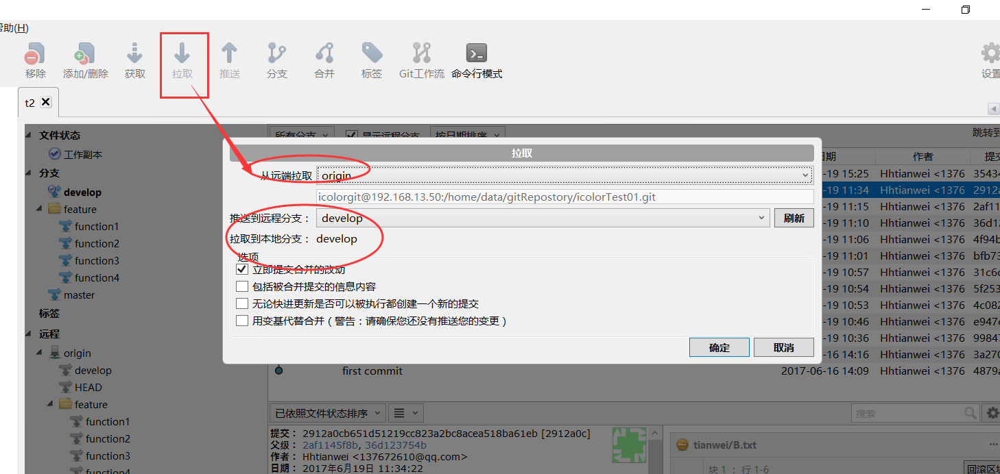 帮助(H)
移除 添加/删除 获取 拉取 推送 分支 合并 标签 Git工作流 命令行模式 设置
t2
文件状态
工作副本
分支
develop
feature
function1
function2
function3
function4
master
标签
远程
origin
develop
HEAD
feature
function1
function2
function3
function4
所有分支 显示远程分支 按日期排序 跳转到
拉取
从远端拉取 origin
icolorgit@192.168.13.50:/home/data/gitRepostory/icolorTest01.git
推送到远程分支： develop 刷新
拉取到本地分支： develop
选项
立即提交合并的改动
包括被合并提交的信息内容
无论快进更新是否可以被执行都创建一个新的提交
用变基代替合并（警告：请确保您还没有推送您的变更）
确定 取消
日期 作者 提交
-19 15:25 Hhtianwei <1376 35434
-19 11:34 Hhtianwei <1376 2912a
-19 11:15 Hhtianwei <1376 2af11
-19 11:10 Hhtianwei <1376 36d12
-19 11:06 Hhtianwei <1376 4f94b
-19 11:01 Hhtianwei <1376 bfb73
-19 10:57 Hhtianwei <1376 31c6c
-19 10:54 Hhtianwei <1376 5f253
-19 10:53 Hhtianwei <1376 4c082
-19 10:46 Hhtianwei <1376 e947c
-19 10:36 Hhtianwei <1376 99847
-16 14:16 Hhtianwei <1376 3a270
first commit 2017-06-16 14:09 Hhtianwei <1376 4879a
已依照文件状态排序 搜索
提交： 2912a0cb651d51219cc823a2bc8acea518ba61eb [2912a0c]
父级： 2af1145f8b, 36d123754b
作者： Hhtianwei <137672610@qq.com>
日期： 2017年6月19日 11:34:22
tianwei/B.txt
块 1 ：行 1-6 回滚区块